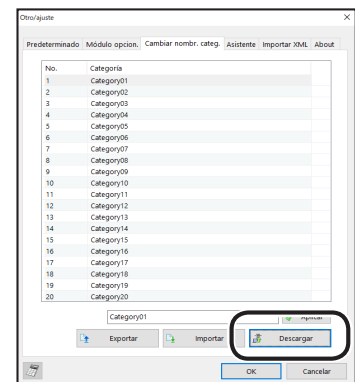 Otro/ajuste
Predeterminado Módulo opcion. Cambiar nombr. categ. Asistente Importar XML About
No. Categoría
1 Category01
2 Category02
3 Category03
4 Category04
5 Category05
6 Category06
7 Category07
8 Category08
9 Category09
10 Category10
11 Category11
12 Category12
13 Category13
14 Category14
15 Category15
16 Category16
17 Category17
18 Category18
19 Category19
20 Category20
Category01 Aplicar
Exportar Importar Descargar
OK Cancelar